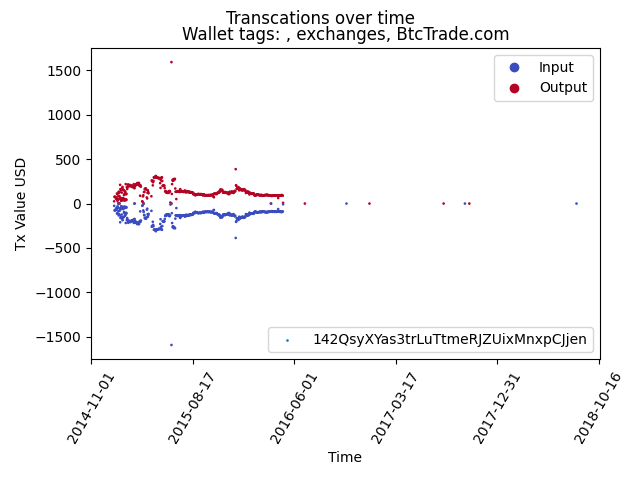 Transcations over time
Wallet tags: , exchanges, BtcTrade.com
1500
1000
500
0
−500
−1000
−1500
Tx Value USD
Input
Output
142QsyXYas3trLuTtmeRJZUixMnxpCJjen
2014-11-01
2015-08-17
2016-06-01
2017-03-17
2017-12-31
2018-10-16
Time